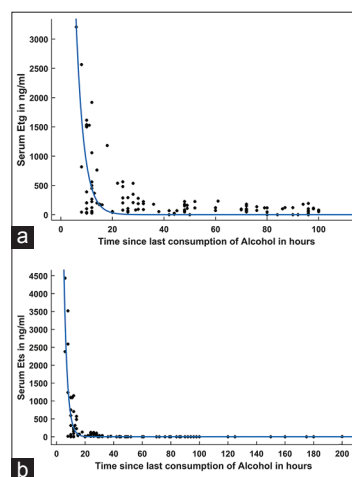 3000
2500
2000
1500
1000
500
0
Serum Etg in ng/ml
0 20 40 60 80 100
Time since last consumption of Alcohol in hours
a
4500
4000
3500
3000
2500
2000
1500
1000
500
0
Serum Ets in ng/ml
0 20 40 60 80 100 120 140 160 180 200
Time since last consumption of Alcohol in hours
b